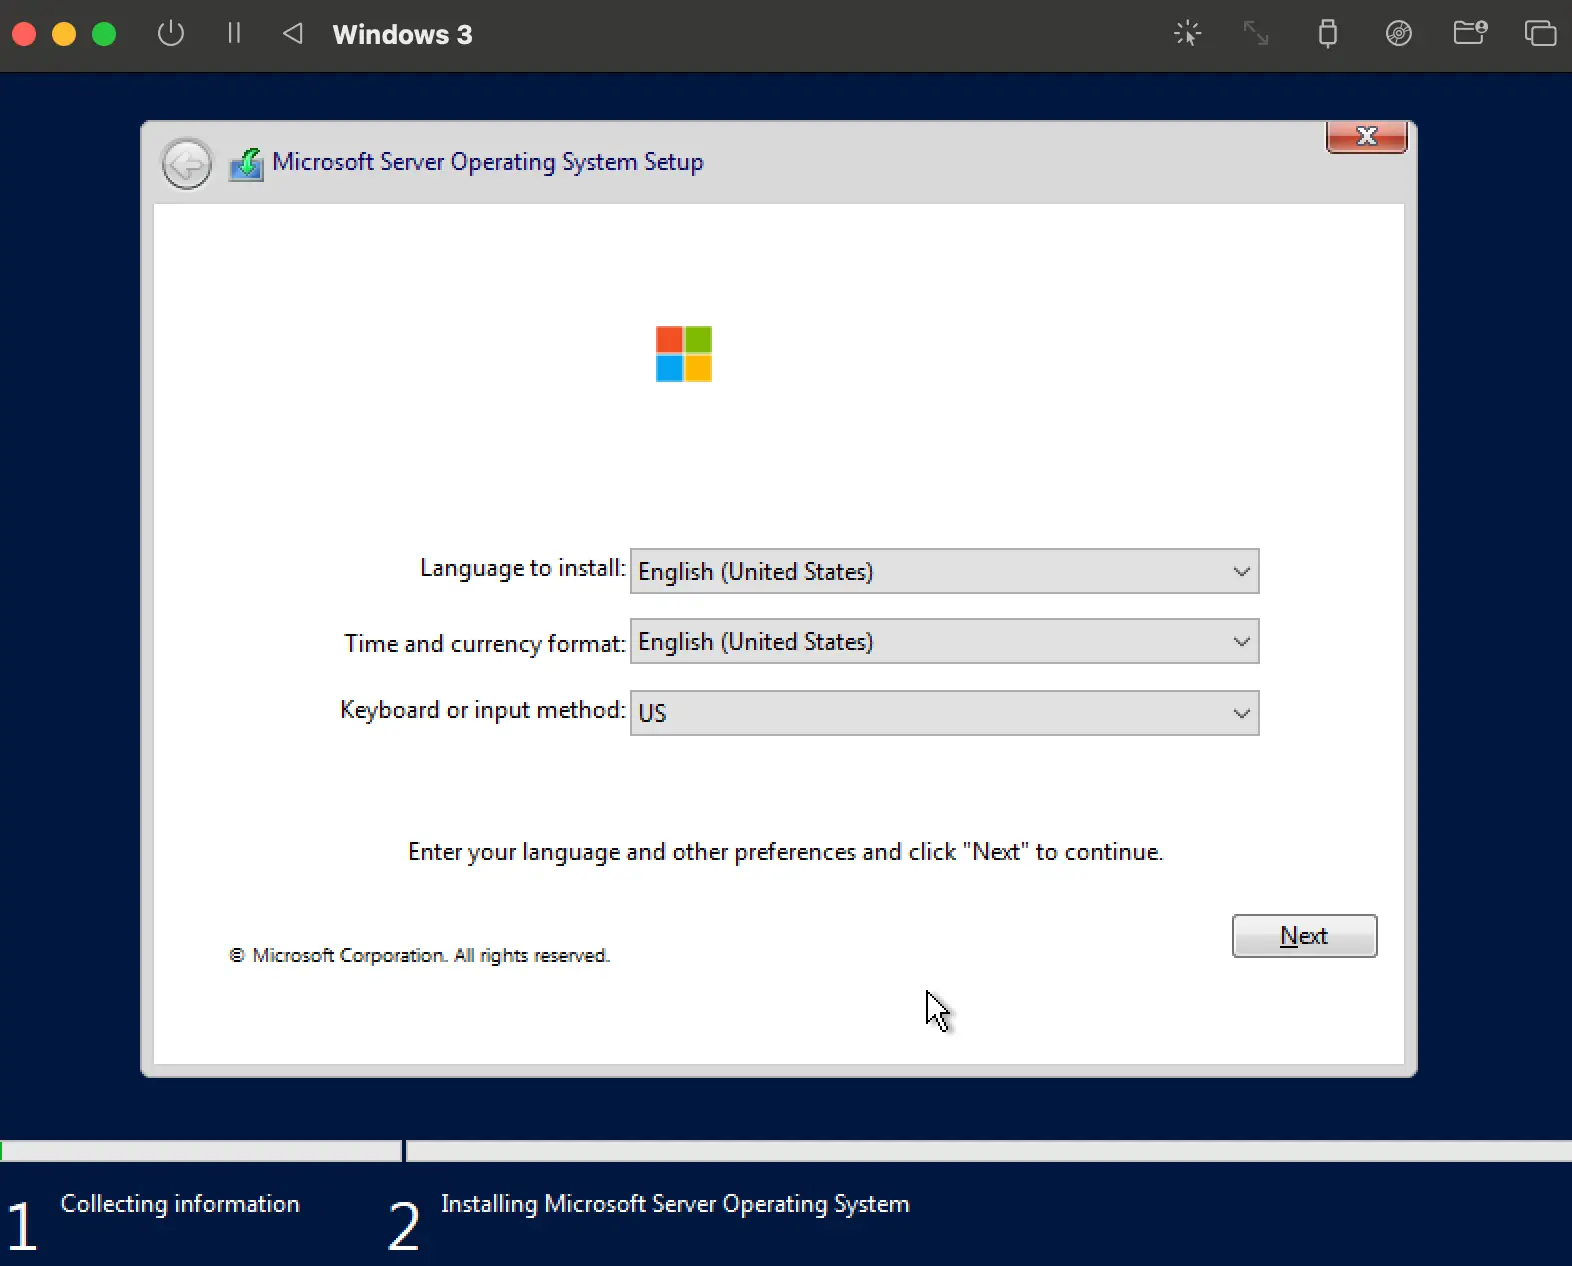 Windows 3
Microsoft Server Operating System Setup
Language to install: English (United States)
Time and currency format: English (United States)
Keyboard or input method: US
Enter your language and other preferences and click "Next" to continue.
Next
© Microsoft Corporation. All rights reserved.
1 Collecting information
2 Installing Microsoft Server Operating System